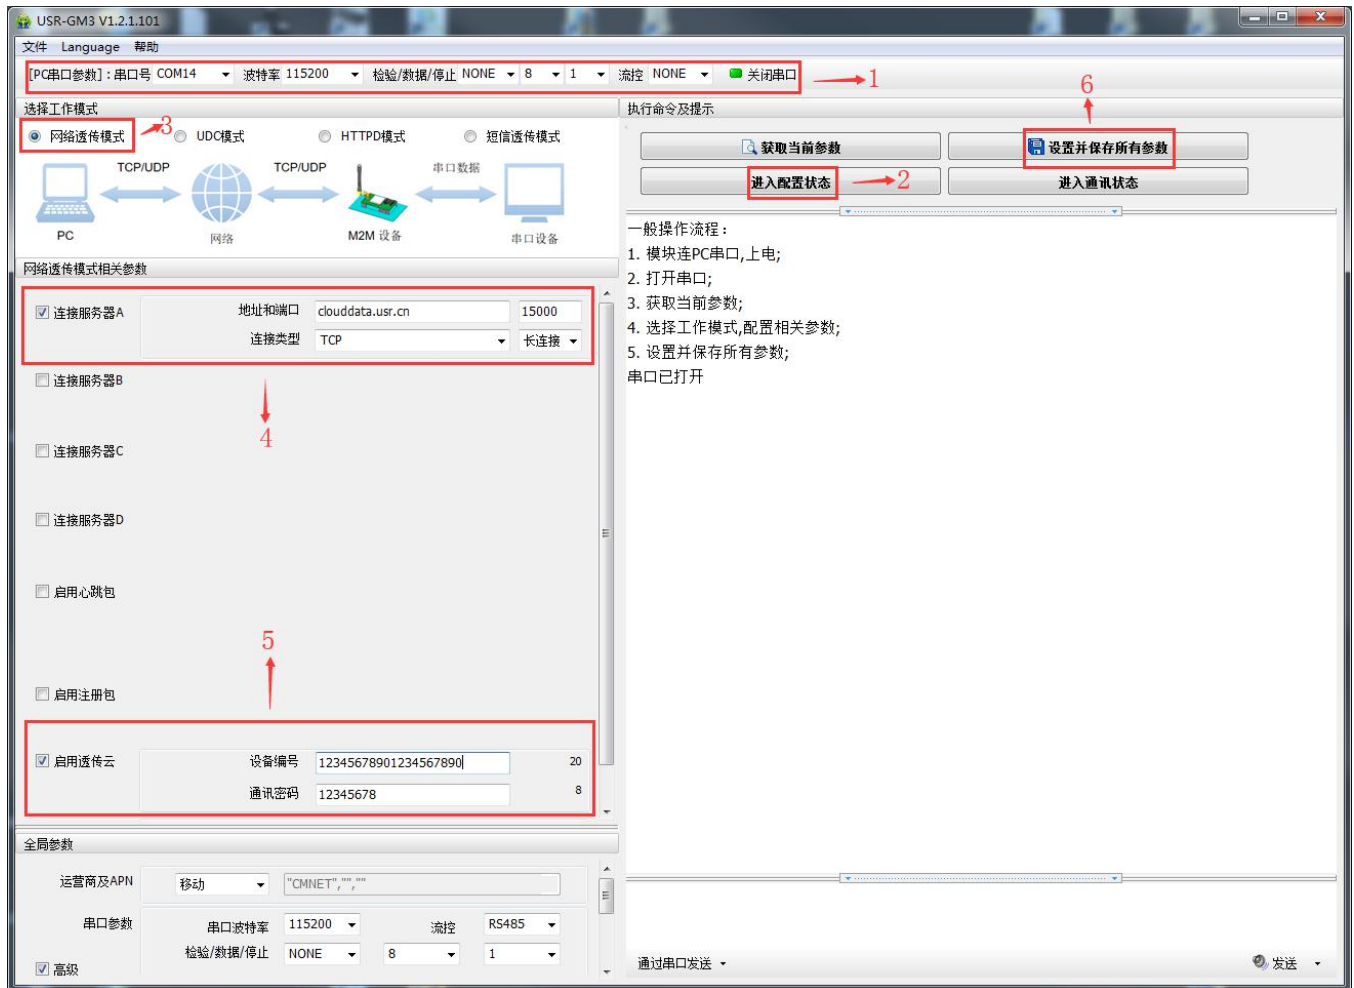 USR-GM3 V1.2.1.101
文件 Language 帮助
[PC串口参数]：串口号 COM14 波特率 115200 检验/数据/停止 NONE 8 1 流控 NONE 关闭串口
1
6
选择工作模式
执行命令及提示
网络透传模式 3 UDC模式 HTTPD模式 短信透传模式
获取当前参数 设置并保存所有参数
进入配置状态 2 进入通讯状态
TCP/UDP TCP/UDP 串口数据
PC 网络 M2M 设备 串口设备
一般操作流程：
1. 模块连PC串口,上电;
2. 打开串口;
3. 获取当前参数;
4. 选择工作模式,配置相关参数;
5. 设置并保存所有参数;
串口已打开
网络透传模式相关参数
连接服务器A 地址和端口 clouddata.usr.cn 15000
连接类型 TCP 长连接
连接服务器B
4
连接服务器C
连接服务器D
启用心跳包
5
启用注册包
启用透传云 设备编号 12345678901234567890 20
通讯密码 12345678 8
全局参数
运营商及APN 移动 "CMNET","",""
串口参数 串口波特率 115200 流控 RS485
检验/数据/停止 NONE 8 1
高级
通过串口发送 发送